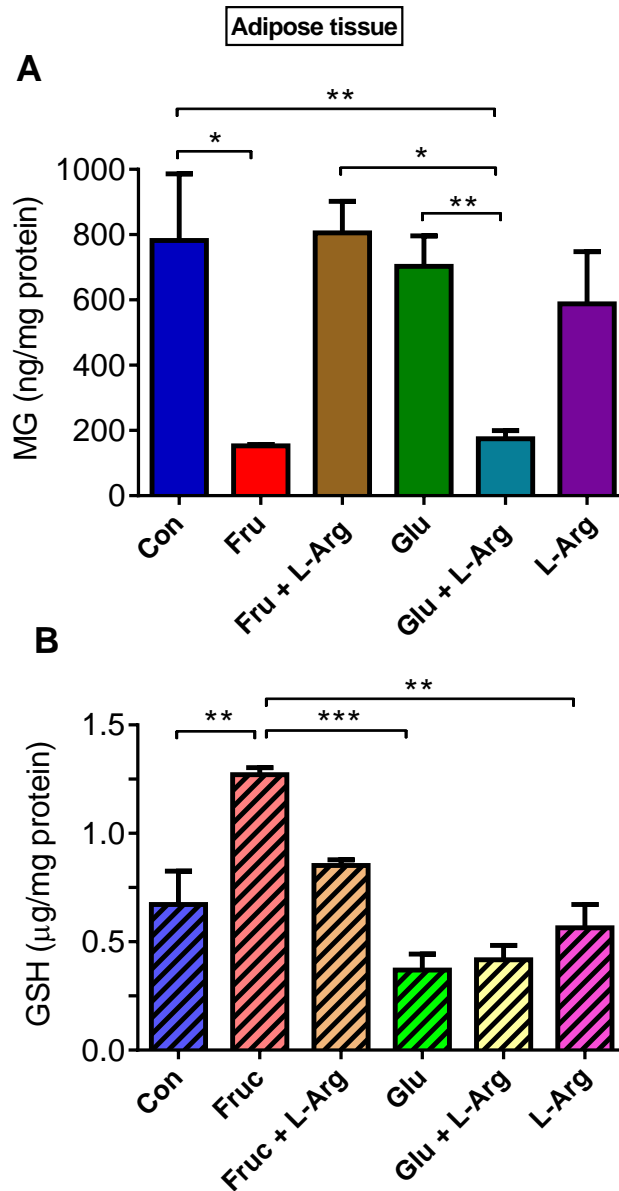 Adipose tissue
A
**
*
*
**
MG (ng/mg protein)
1000
800
600
400
200
0
Con
Fru
Fru + L-Arg
Glu
Glu + L-Arg
L-Arg
B
**
**
***
GSH (μg/mg protein)
1.5
1.0
0.5
0.0
Con
Fruc
Fruc + L-Arg
Glu
Glu + L-Arg
L-Arg